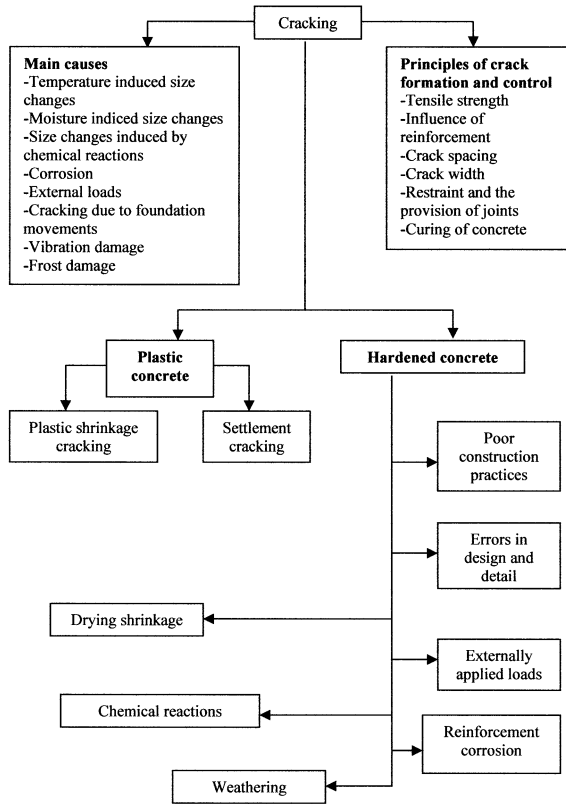 Cracking
Main causes
-Temperature induced size
changes
-Moisture indiced size changes
-Size changes induced by
chemical reactions
-Corrosion
-External loads
-Cracking due to foundation
movements
-Vibration damage
-Frost damage
Principles of crack
formation and control
-Tensile strength
-Influence of
reinforcement
-Crack spacing
-Crack width
-Restraint and the
provision of joints
-Curing of concrete
Plastic
concrete
Hardened concrete
Plastic shrinkage
cracking
Settlement
cracking
Poor
construction
practices
Errors in
design and
detail
Drying shrinkage
Externally
applied loads
Chemical reactions
Reinforcement
corrosion
Weathering